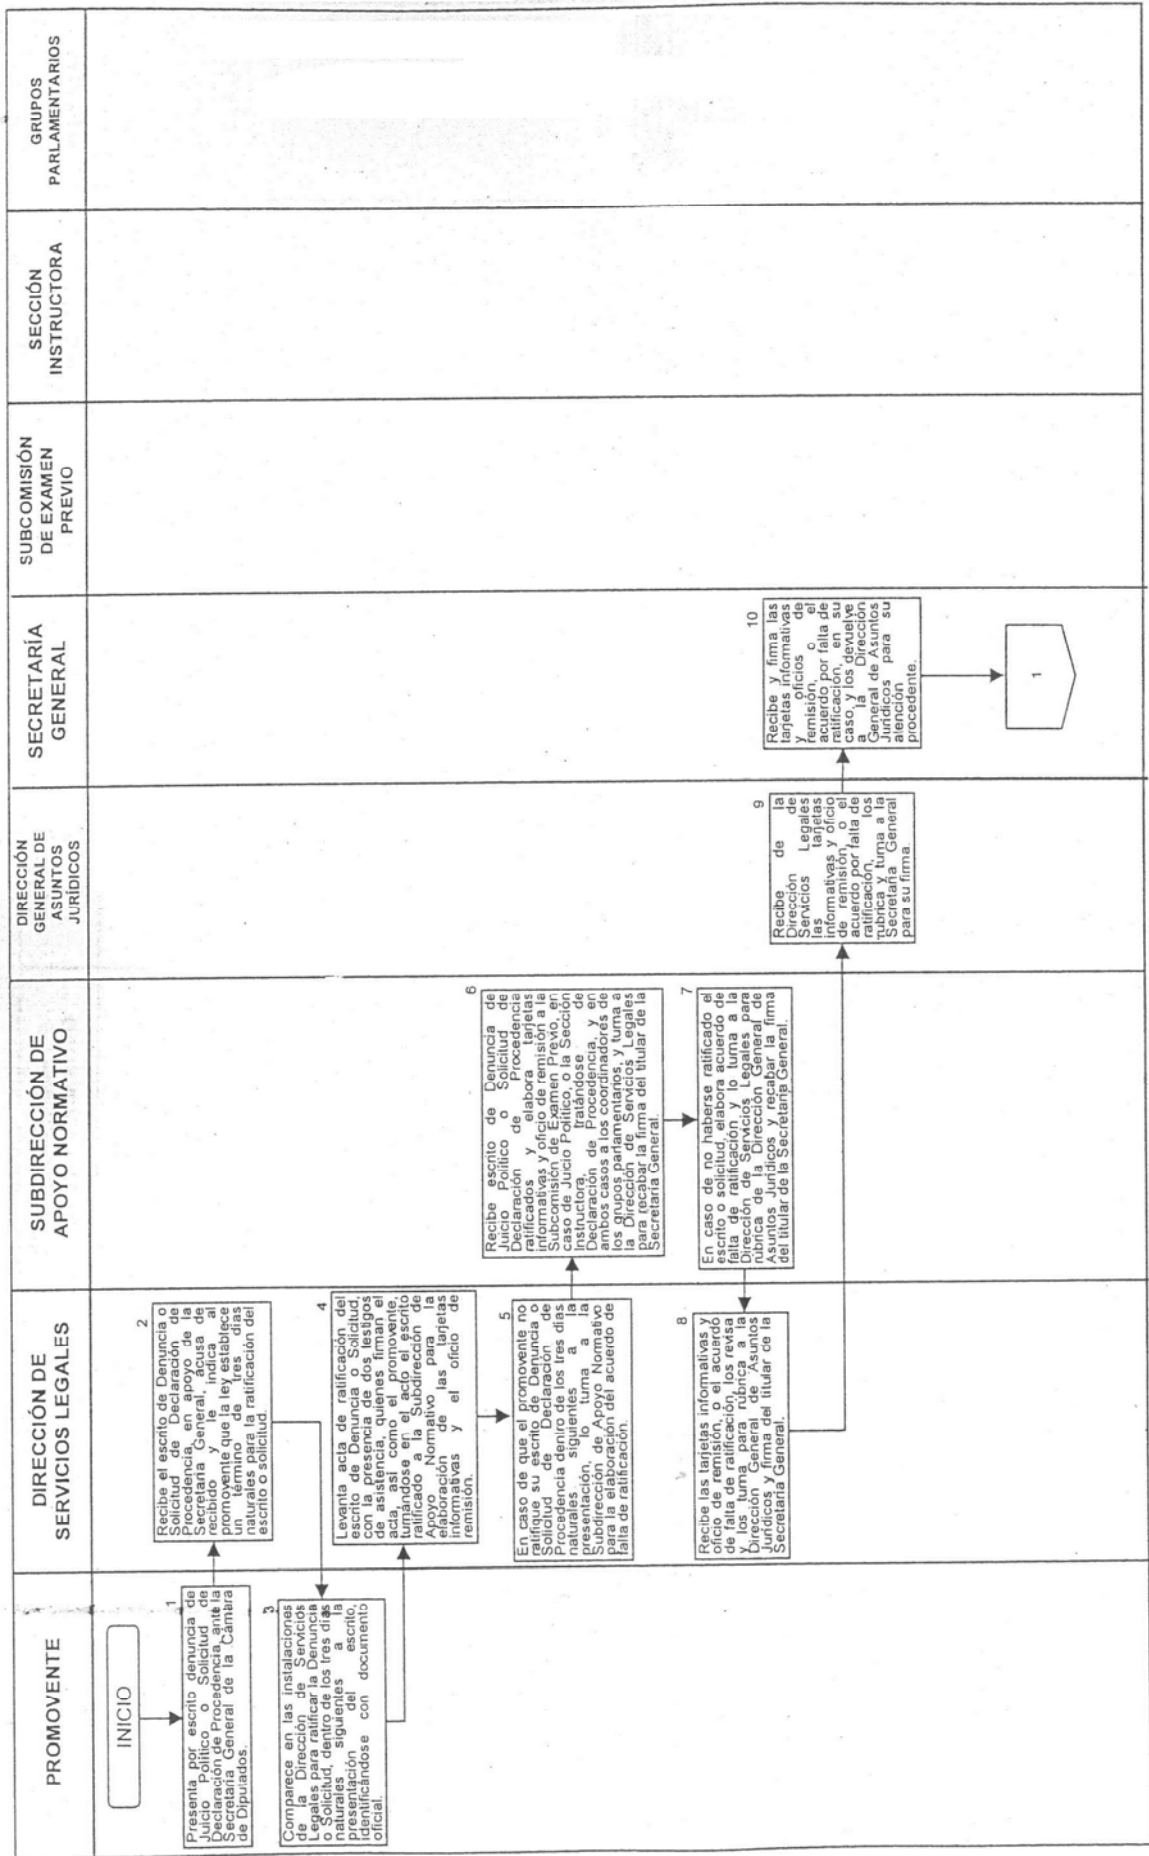 PROMOVENTE
DIRECCIÓN DE
SERVICIOS LEGALES
SUBDIRECCIÓN DE
APOYO NORMATIVO
DIRECCIÓN
GENERAL DE
ASUNTOS
JURÍDICOS
SECRETARÍA
GENERAL
SUBCOMISIÓN
DE EXAMEN
PREVIO
SECCIÓN
INSTRUCTORA
GRUPOS
PARLAMENTARIOS
INICIO
1
Presenta por escrito denuncia de
Juicio Político o Solicitud de
Declaración de Procedencia ante la
Secretaría General de la Cámara
de Diputados.
2
Recibe el escrito de Denuncia o
Solicitud de Declaración de
Procedencia, en apoyo de la
Secretaría General, acusa de
recibido y le indica al
promovente que la ley establece
un término de tres días
naturales para la ratificación del
escrito o solicitud.
3
Comparece en las instalaciones
de la Dirección de Servicios
Legales para ratificar la Denuncia
o Solicitud, dentro de los tres días
naturales siguientes a la
presentación del escrito,
identificándose con documento
oficial.
4
Levanta acta de ratificación del
escrito de Denuncia o Solicitud,
con la presencia de dos testigos
de asistencia, quienes firman el
acta, así como el promovente,
turnándose en el acto el escrito
ratificado a la Subdirección de
Apoyo Normativo para la
elaboración de las tarjetas
informativas y el oficio de
remisión.
5
En caso de que el promovente no
ratifique su escrito de Denuncia o
Solicitud de Declaración de
Procedencia dentro de los tres días
naturales siguientes a la
presentación, lo turna a la
Subdirección de Apoyo Normativo
para la elaboración del acuerdo de
falta de ratificación.
6
Recibe escrito de Denuncia de
Juicio Político o Solicitud de
Declaración de Procedencia
ratificados y elabora tarjetas
informativas y oficio de remisión a la
Subcomisión de Examen Previo, en
caso de Juicio Político, o la Sección
Instructora, tratándose de
Declaración de Procedencia, y en
ambos casos a los coordinadores de
los grupos parlamentarios, y turna a
la Dirección de Servicios Legales
para recabar la firma del titular de la
Secretaría General.
7
En caso de no haberse ratificado el
escrito o solicitud, elabora acuerdo de
falta de ratificación y lo turna a la
Dirección de Servicios Legales para
rúbrica de la Dirección General de
Asuntos Jurídicos y recabar la firma
del titular de la Secretaría General.
8
Recibe las tarjetas informativas y
oficio de remisión, o el acuerdo
de falta de ratificación, los revisa
y los turna para rúbrica a la
Dirección General de Asuntos
Jurídicos y firma del titular de la
Secretaría General.
9
Recibe de la
Dirección de
Servicios Legales
las tarjetas
informativas y oficio
de remisión, o el
acuerdo por falta de
ratificación, los
rubrica y turna a la
Secretaría General
para su firma.
10
Recibe y firma las
tarjetas informativas
y oficios de
remisión, o el
acuerdo por falta de
ratificación, en su
caso, y los devuelve
a la Dirección
General de Asuntos
Jurídicos para su
atención
procedente.
1